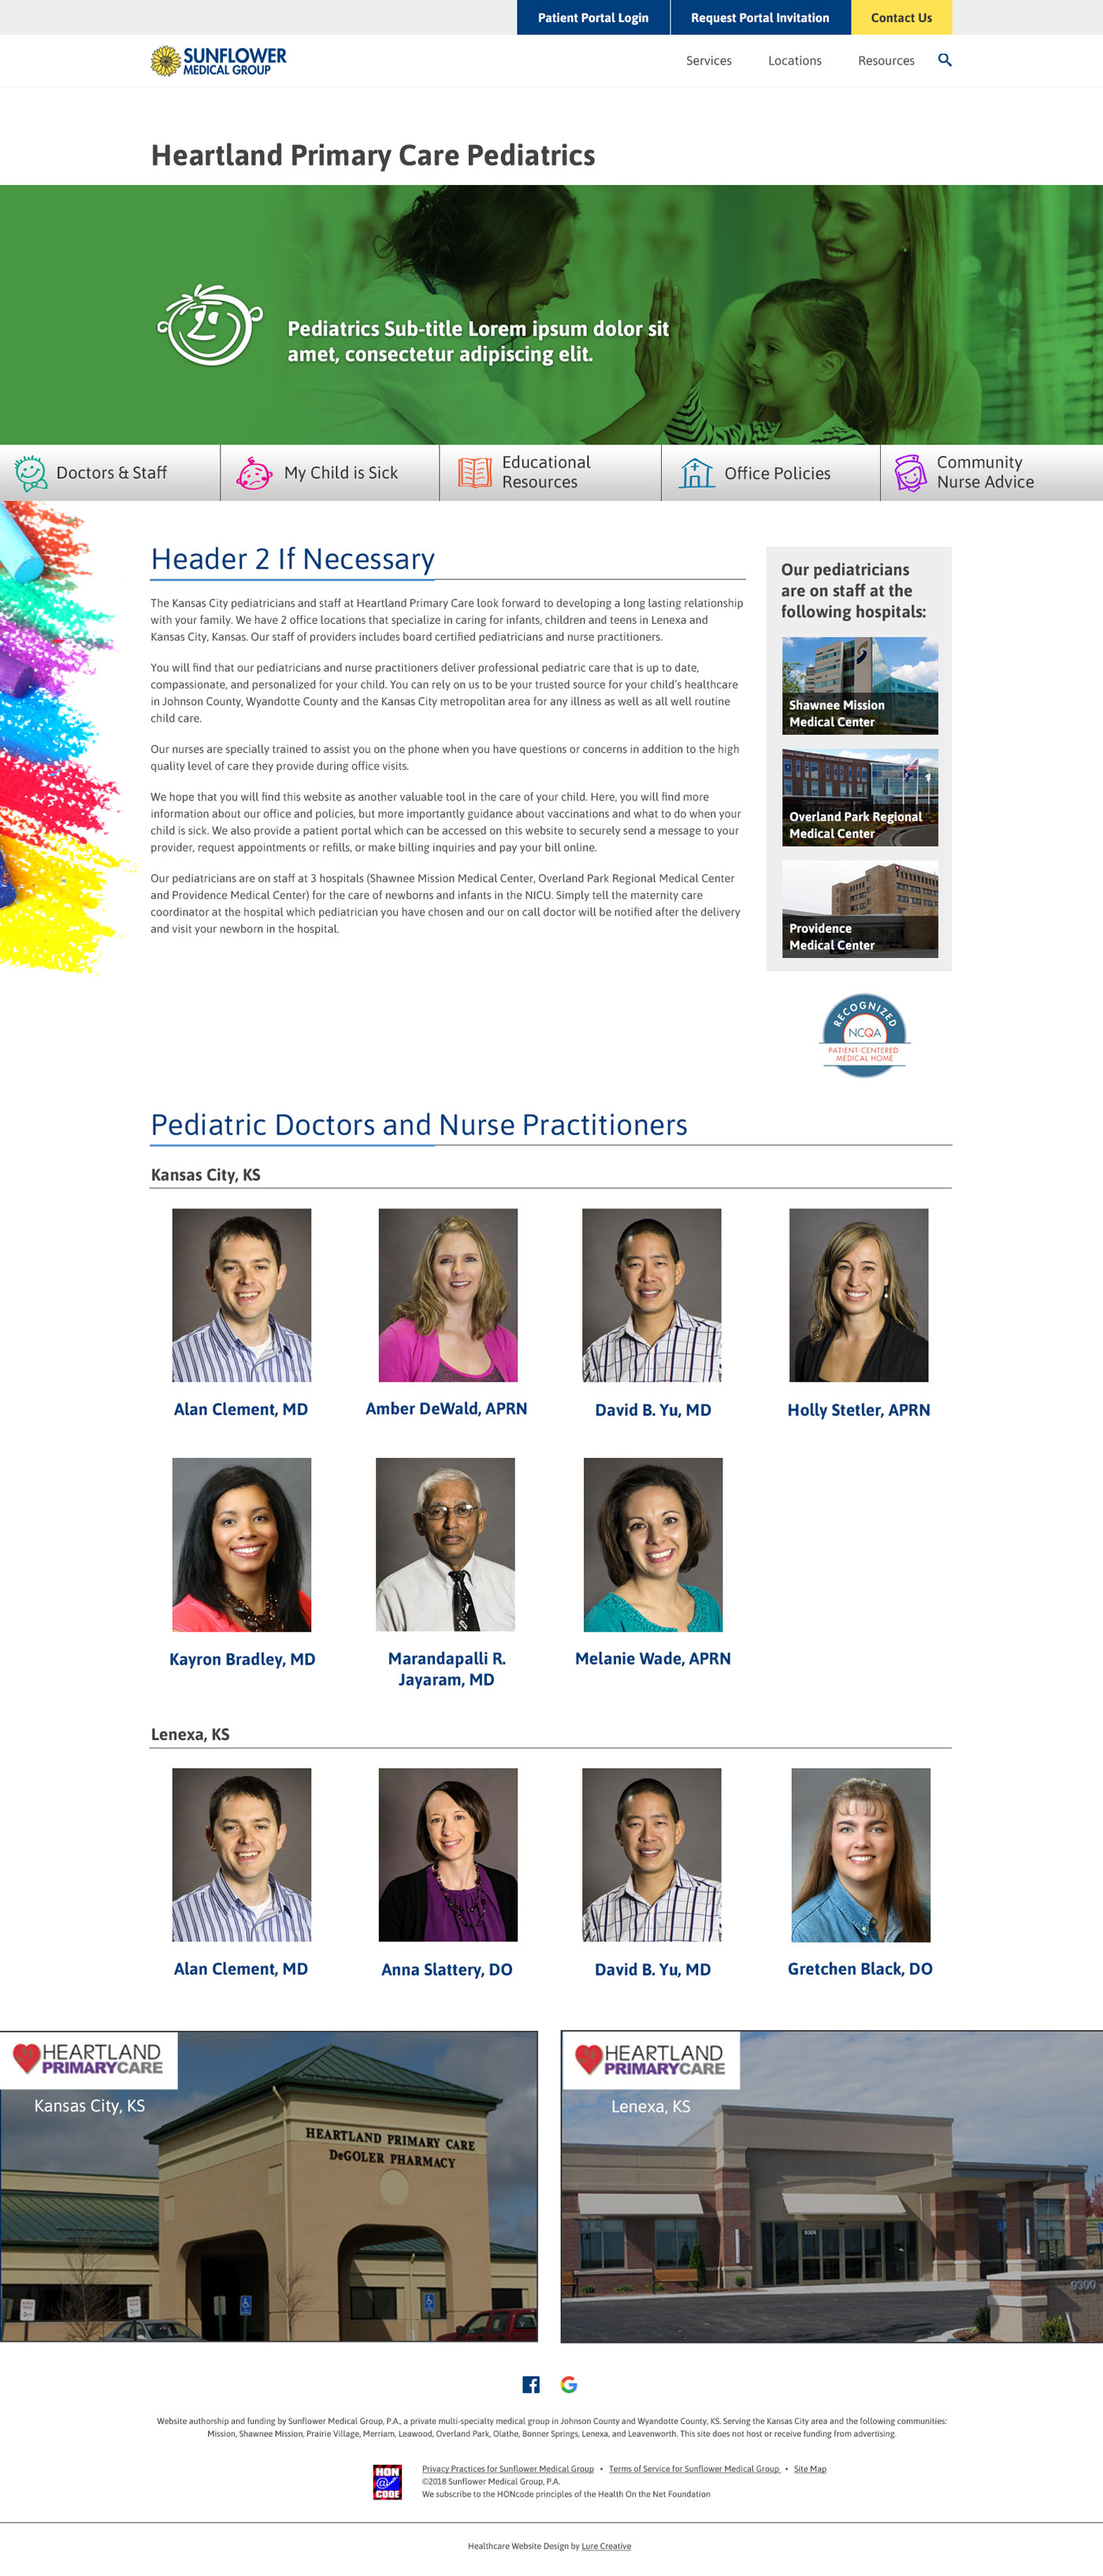 Patient Portal Login
Request Portal Invitation
Contact Us
SUNFLOWER
MEDICAL GROUP
Services
Locations
Resources
Heartland Primary Care Pediatrics
Pediatrics Sub-title Lorem ipsum dolor sit
amet, consectetur adipiscing elit.
Doctors & Staff
My Child is Sick
Educational
Resources
Office Policies
Community
Nurse Advice
Header 2 If Necessary
The Kansas City pediatricians and staff at Heartland Primary Care look forward to developing a long lasting relationship
with your family. We have 2 office locations that specialize in caring for infants, children and teens in Lenexa and
Kansas City, Kansas. Our staff of providers includes board certified pediatricians and nurse practitioners.
You will find that our pediatricians and nurse practitioners deliver professional pediatric care that is up to date,
compassionate, and personalized for your child. You can rely on us to be your trusted source for your child's healthcare
in Johnson County, Wyandotte County and the Kansas City metropolitan area for any illness as well as all well routine
child care.
Our nurses are specially trained to assist you on the phone when you have questions or concerns in addition to the high
quality level of care they provide during office visits.
We hope that you will find this website as another valuable tool in the care of your child. Here, you will find more
information about our office and policies, but more importantly guidance about vaccinations and what to do when your
child is sick. We also provide a patient portal which can be accessed on this website to securely send a message to your
provider, request appointments or refills, or make billing inquiries and pay your bill online.
Our pediatricians are on staff at 3 hospitals (Shawnee Mission Medical Center, Overland Park Regional Medical Center
and Providence Medical Center) for the care of newborns and infants in the NICU. Simply tell the maternity care
coordinator at the hospital which pediatrician you have chosen and our on call doctor will be notified after the delivery
and visit your newborn in the hospital.
Our pediatricians
are on staff at the
following hospitals:
Shawnee Mission
Medical Center
Overland Park Regional
Medical Center
Providence
Medical Center
RECOGNIZED
NCQA
PATIENT-CENTERED
MEDICAL HOME
Pediatric Doctors and Nurse Practitioners
Kansas City, KS
Alan Clement, MD
Amber DeWald, APRN
David B. Yu, MD
Holly Stetler, APRN
Kayron Bradley, MD
Marandapalli R.
Jayaram, MD
Melanie Wade, APRN
Lenexa, KS
Alan Clement, MD
Anna Slattery, DO
David B. Yu, MD
Gretchen Black, DO
HEARTLAND
PRIMARYCARE
Kansas City, KS
HEARTLAND PRIMARY CARE
DeGOLER PHARMACY
HEARTLAND
PRIMARYCARE
Lenexa, KS
9300
9300
Website authorship and funding by Sunflower Medical Group, P.A., a private multi-specialty medical group in Johnson County and Wyandotte County, KS. Serving the Kansas City area and the following communities:
Mission, Shawnee Mission, Prairie Village, Merriam, Leawood, Overland Park, Olathe, Bonner Springs, Lenexa, and Leavenworth. This site does not host or receive funding from advertising.
HON
@
CODE
Privacy Practices for Sunflower Medical Group • Terms of Service for Sunflower Medical Group • Site Map
©2018 Sunflower Medical Group, P.A.
We subscribe to the HONcode principles of the Health On the Net Foundation
Healthcare Website Design by Lure Creative